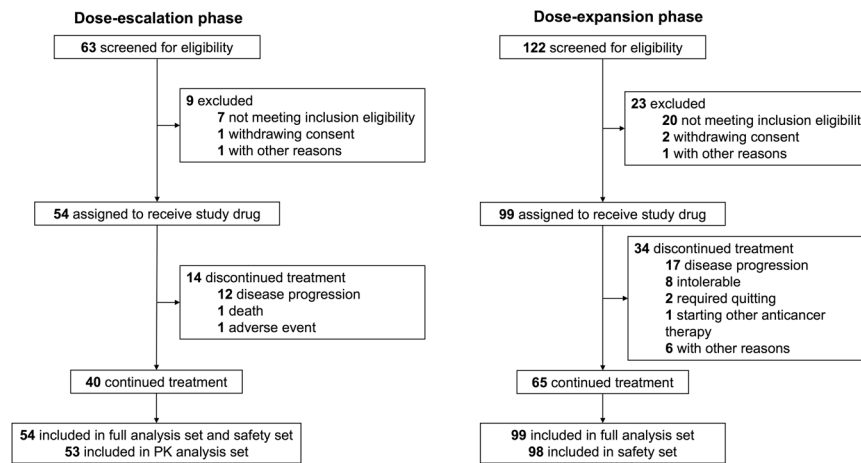 Dose-escalation phase
63 screened for eligibility
9 excluded
7 not meeting inclusion eligibility
1 withdrawing consent
1 with other reasons
54 assigned to receive study drug
14 discontinued treatment
12 disease progression
1 death
1 adverse event
40 continued treatment
54 included in full analysis set and safety set
53 included in PK analysis set
Dose-expansion phase
122 screened for eligibility
23 excluded
20 not meeting inclusion eligibilit
2 withdrawing consent
1 with other reasons
99 assigned to receive study drug
34 discontinued treatment
17 disease progression
8 intolerable
2 required quitting
1 starting other anticancer
therapy
6 with other reasons
65 continued treatment
99 included in full analysis set
98 included in safety set